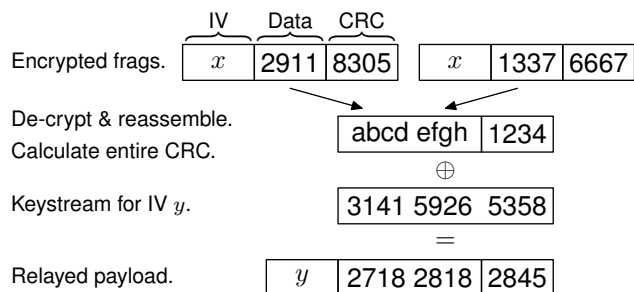 IV Data CRC
Encrypted frags. x 2911 8305 x 1337 6667
De-crypt & reassemble.
Calculate entire CRC.
abcd efgh 1234
⊕
Keystream for IV y. 3141 5926 5358
=
Relayed payload. y 2718 2818 2845